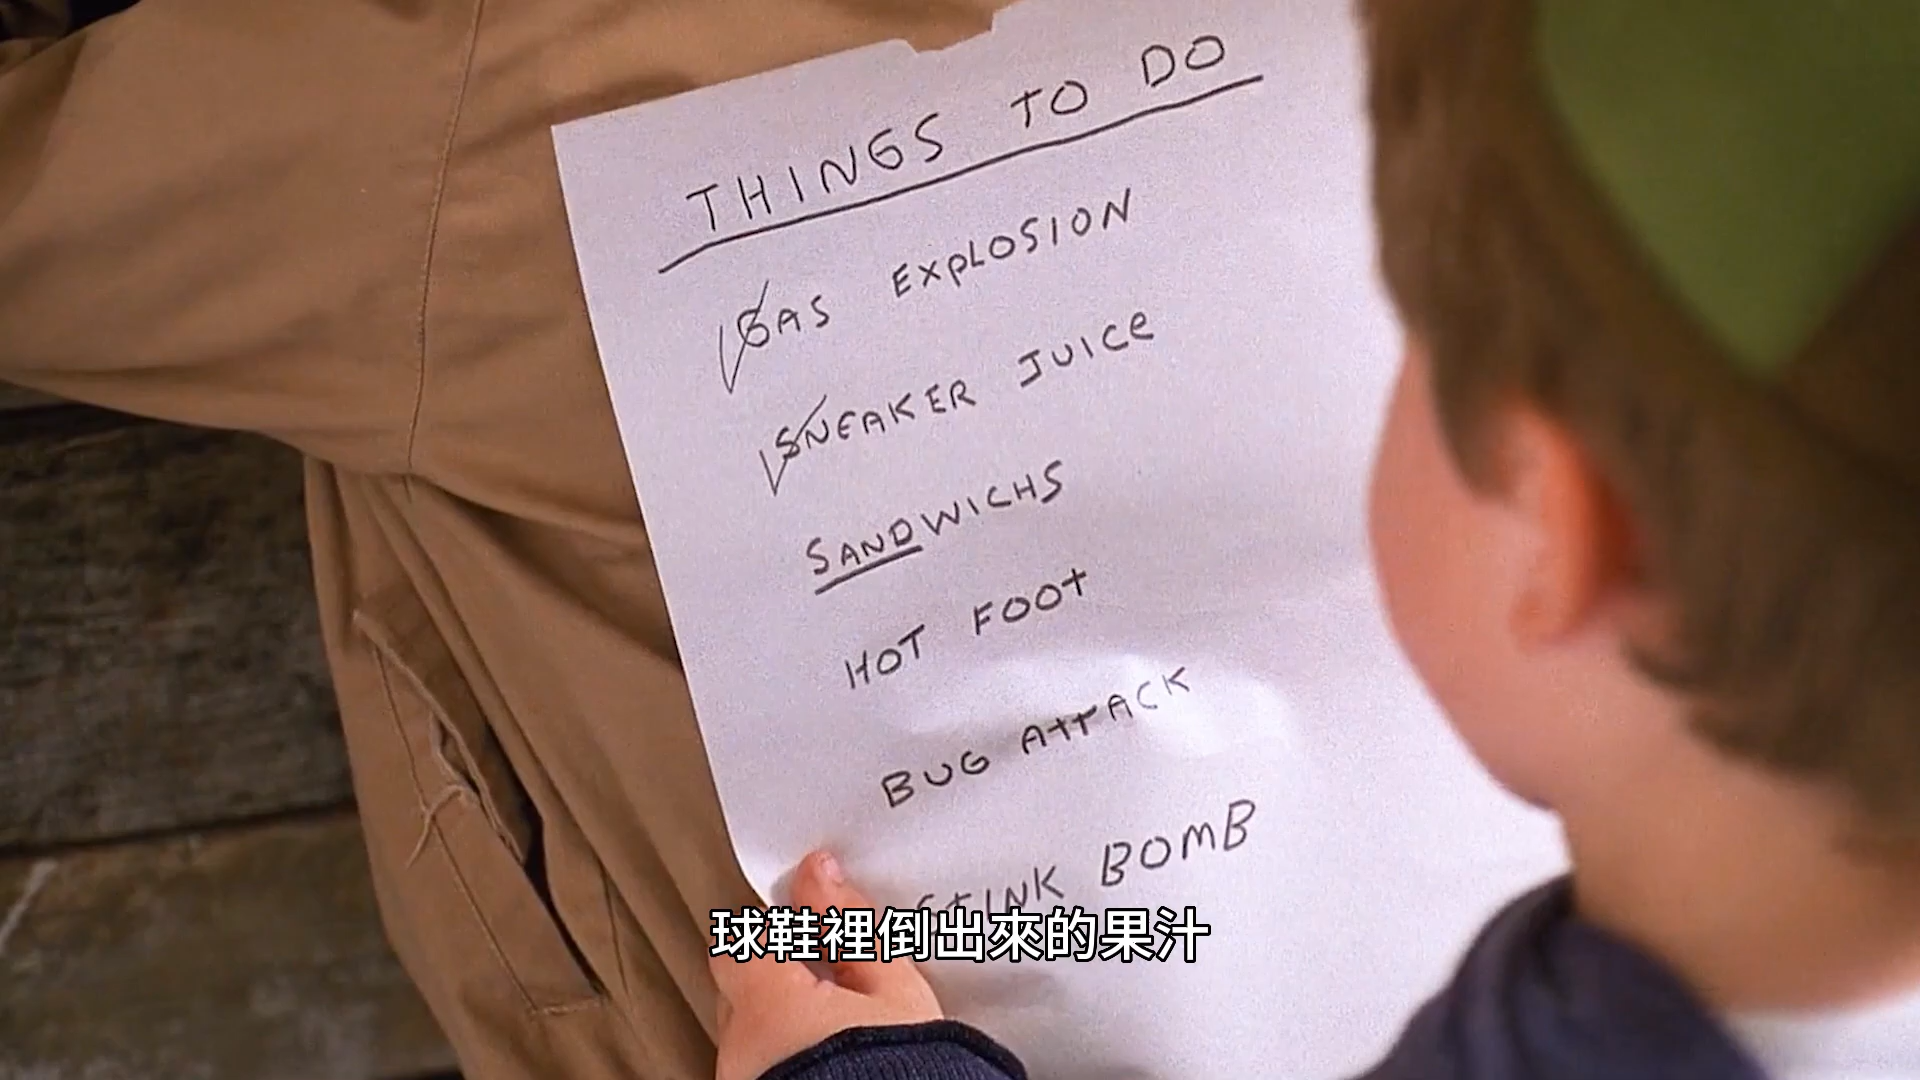 THINGS TO DO
GAS EXPLOSION
SNEAKER JUICE
SANDWICHS
HOT FOOT
BUG ATTACK
STINK BOMB
球鞋裡倒出來的果汁